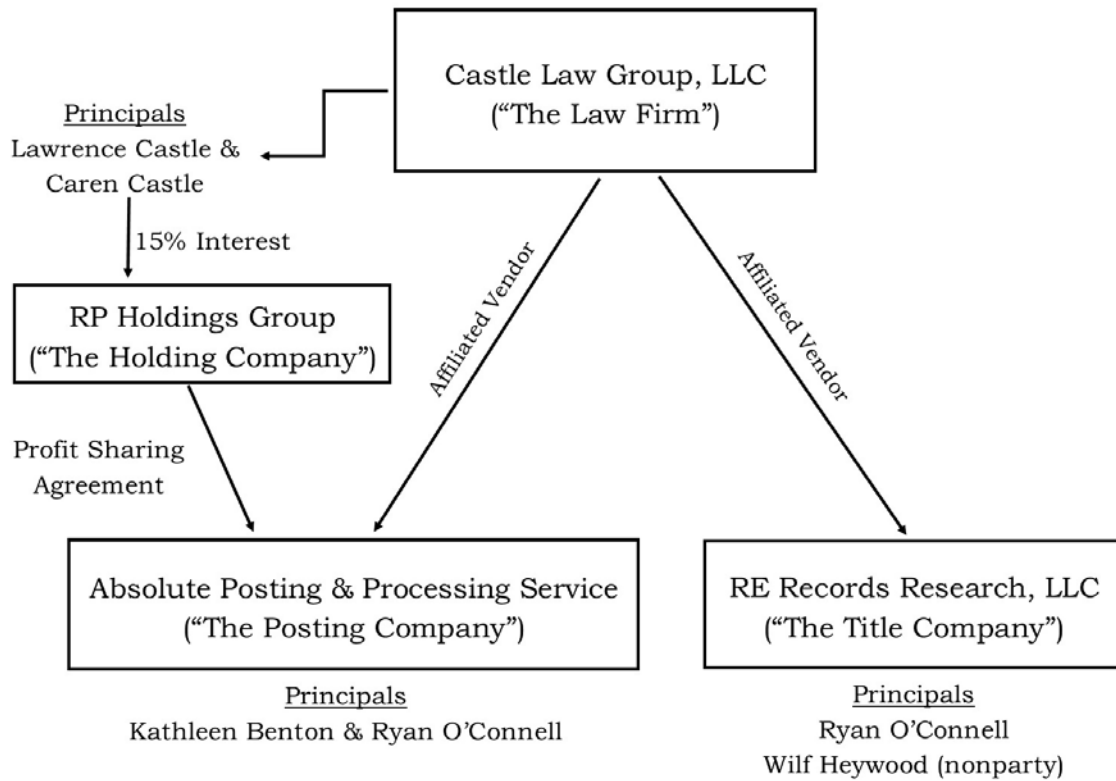 Castle Law Group, LLC
(“The Law Firm”)
Principals
Lawrence Castle &
Caren Castle
15% Interest
RP Holdings Group
(“The Holding Company”)
Affiliated Vendor
Affiliated Vendor
Profit Sharing
Agreement
Absolute Posting & Processing Service
(“The Posting Company”)
RE Records Research, LLC
(“The Title Company”)
Principals
Kathleen Benton & Ryan O’Connell
Principals
Ryan O’Connell
Wilf Heywood (nonparty)